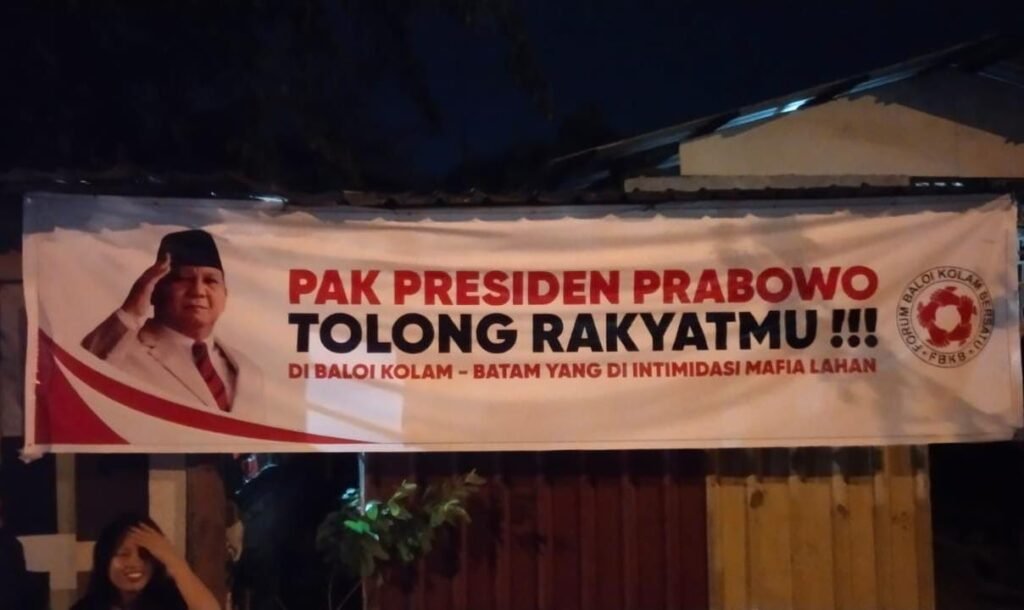 PAK PRESIDEN PRABOWO
TOLONG RAKYATMU !!!
DI BALOI KOLAM - BATAM YANG DI INTIMIDASI MAFIA LAHAN
FORUM BALOI KOLAM BERSATU
• FBKB •